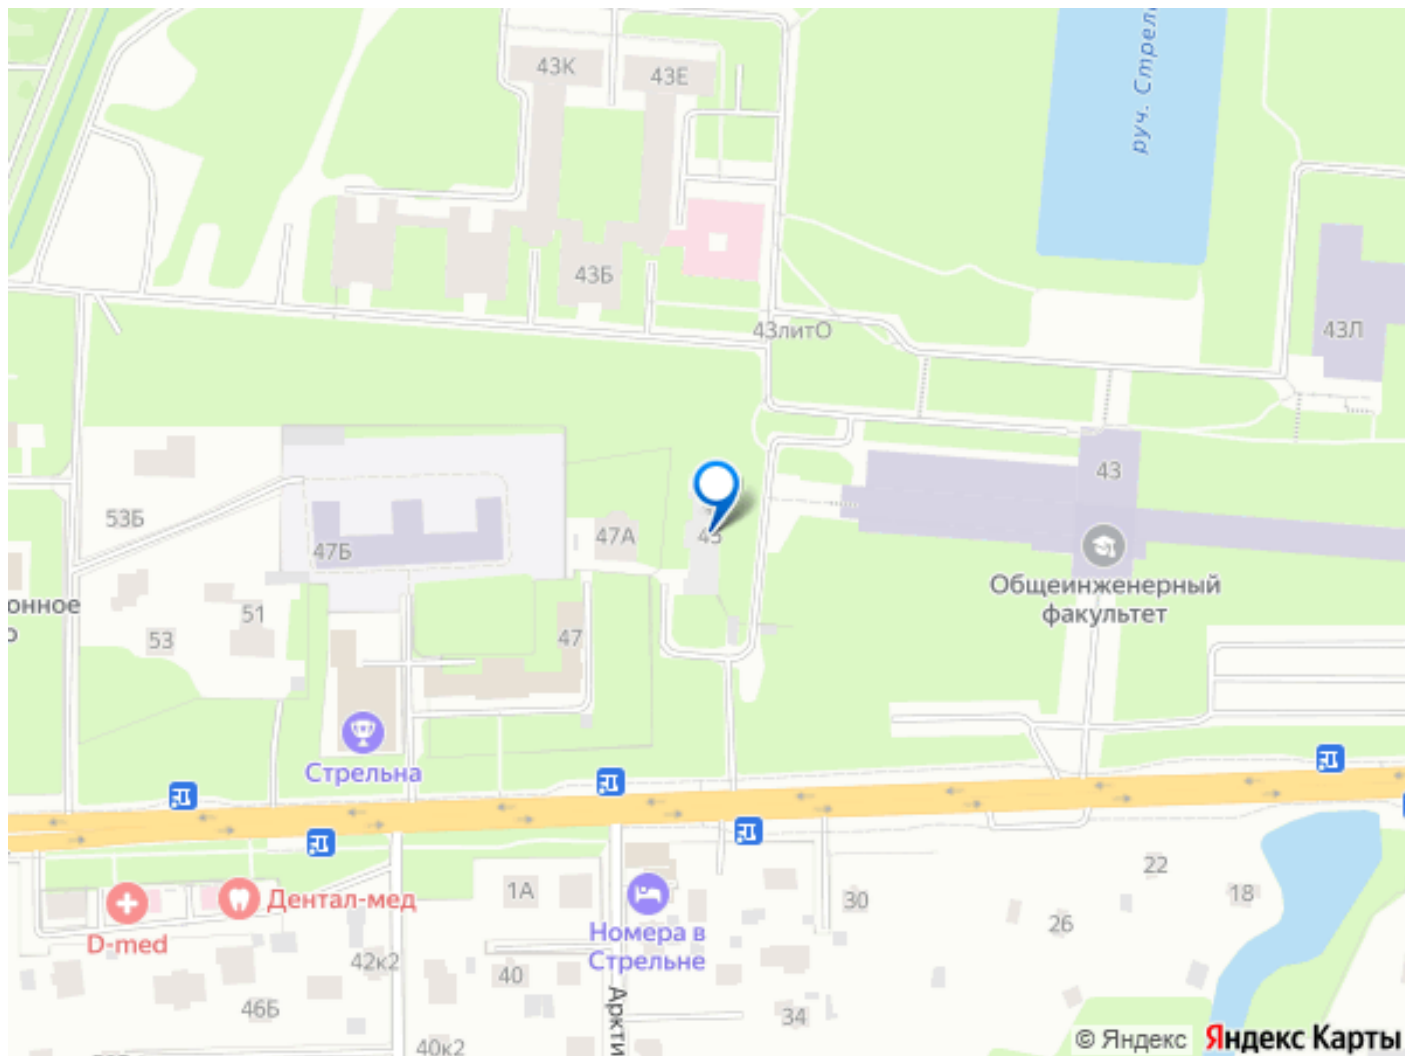 43К
43Е
руч. Стрел
43Б
43литО
43Л
43
53Б
47Б
47А
45
Общеинженерный
факультет
онное
о
51
53
47
Стрельна
1А
22
18
30
26
Дентал-мед
D-med
Номера в
Стрельне
42к2
40
46Б
34
Аркти
40к2
© Яндекс
Яндекс Карты